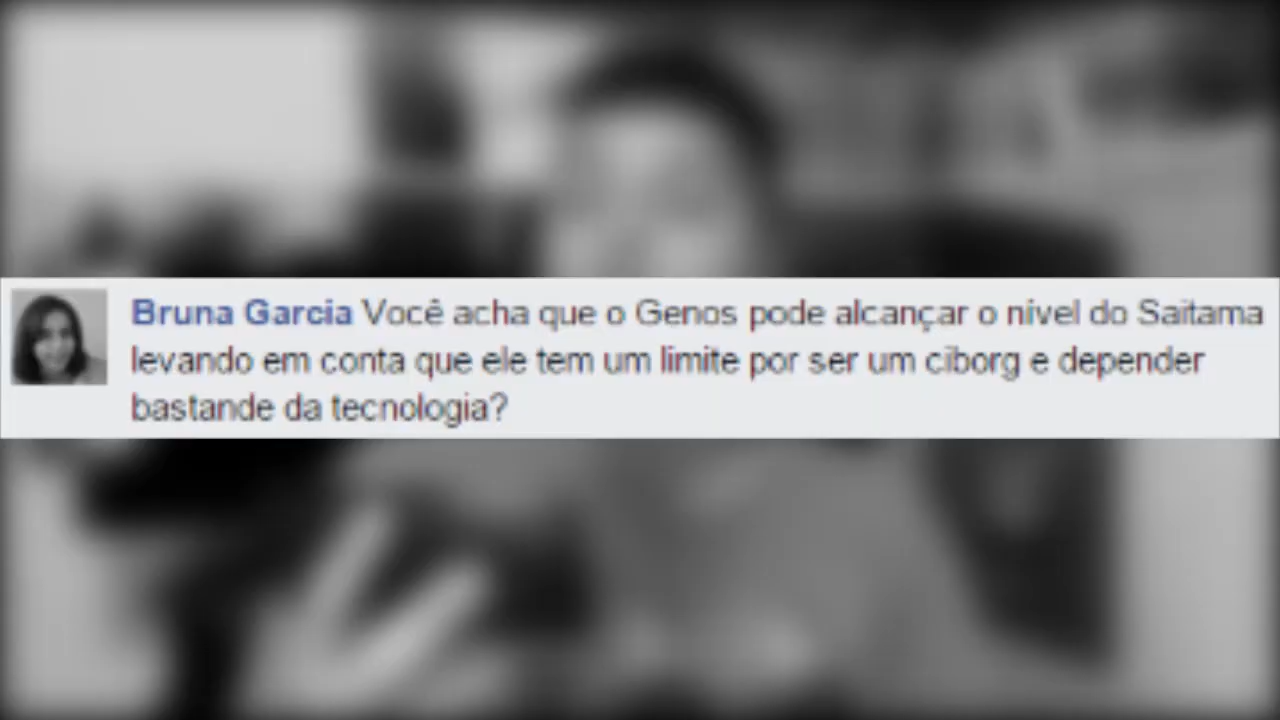 Bruna Garcia Você acha que o Genos pode alcançar o nível do Saitama
levando em conta que ele tem um limite por ser um ciborg e depender
bastande da tecnologia?